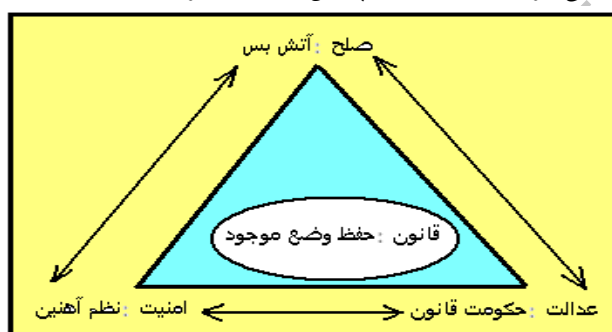 صلح : آتش بس
قانون : حفظ وضع موجود
عدالت : حکومت قانون
امنیت : نظم آهنین